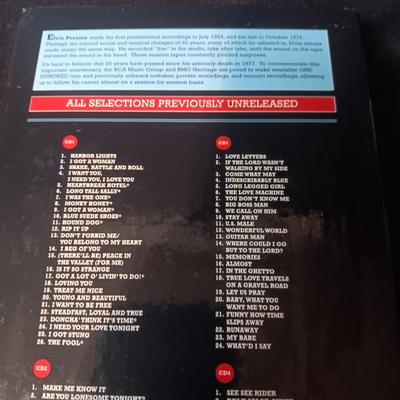 Elvis Presley made his first professional recordings in July 1954, and his last in October 1976.
Through the myriad social and musical changes of 22 years, many of which he ushered in, Elvis always
made music the same way. He recorded "live" in the studio, take after take, until the sound on the tape
mirrored the sound in his head. These session tapes constitute unparalleled insights.
It's hard to believe that 25 years have passed since his untimely death in 1977. To commemorate this
important anniversary, the RCA Music Group and BMG Heritage are proud to make available ONE
HUNDRED rare and previously unheard outtakes, private recordings, and concert recordings, allowing
us to follow his career almost on a session-by-session basis.
ALL SELECTIONS PREVIOUSLY UNRELEASED
CD1
1. HARBOR LIGHTS
2. I GOT A WOMAN
3. SHAKE, RATTLE AND ROLL
4. I WANT YOU,
I NEED YOU, I LOVE YOU
5. HEARTBREAK HOTEL*
6. LONG TALL SALLY*
7. I WAS THE ONE*
8. MONEY HONEY*
9. I GOT A WOMAN*
10. BLUE SUEDE SHOES*
11. HOUND DOG*
12. RIP IT UP
13. DON'T FORBID ME/
YOU BELONG TO MY HEART
14. I BEG OF YOU
15. (THERE'LL BE) PEACE IN
THE VALLEY (FOR ME)
16. IS IT SO STRANGE
17. GOT A LOT O' LIVIN' TO DO!*
18. LOVING YOU
19. TREAT ME NICE
20. YOUNG AND BEAUTIFUL
21. I WANT TO BE FREE
22. STEADFAST, LOYAL AND TRUE
23. DONCHA' THINK IT'S TIME*
24. I NEED YOUR LOVE TONIGHT
25. I GOT STUNG
26. THE FOOL*
CD3
1. LOVE LETTERS
2. IF THE LORD WASN'T
WALKING BY MY SIDE
3. COME WHAT MAY
4. INDESCRIBABLY BLUE
5. LONG LEGGED GIRL
6. THE LOVE MACHINE
7. YOU DON'T KNOW ME
8. BIG BOSS MAN
9. WE CALL ON HIM
10. STAY AWAY
11. U.S. MALE
12. WONDERFUL WORLD
13. GUITAR MAN
14. WHERE COULD I GO
BUT TO THE LORD?
15. MEMORIES
16. ALMOST
17. IN THE GHETTO
18. TRUE LOVE TRAVELS
ON A GRAVEL ROAD
19. LET US PRAY
20. BABY, WHAT YOU
WANT ME TO DO
21. FUNNY HOW TIME
SLIPS AWAY
22. RUNAWAY
23. MY BABE
24. WHAT'D I SAY
CD2
1. MAKE ME KNOW IT
2. ARE YOU LONESOME TONIGHT?
CD4
1. SEE SEE RIDER